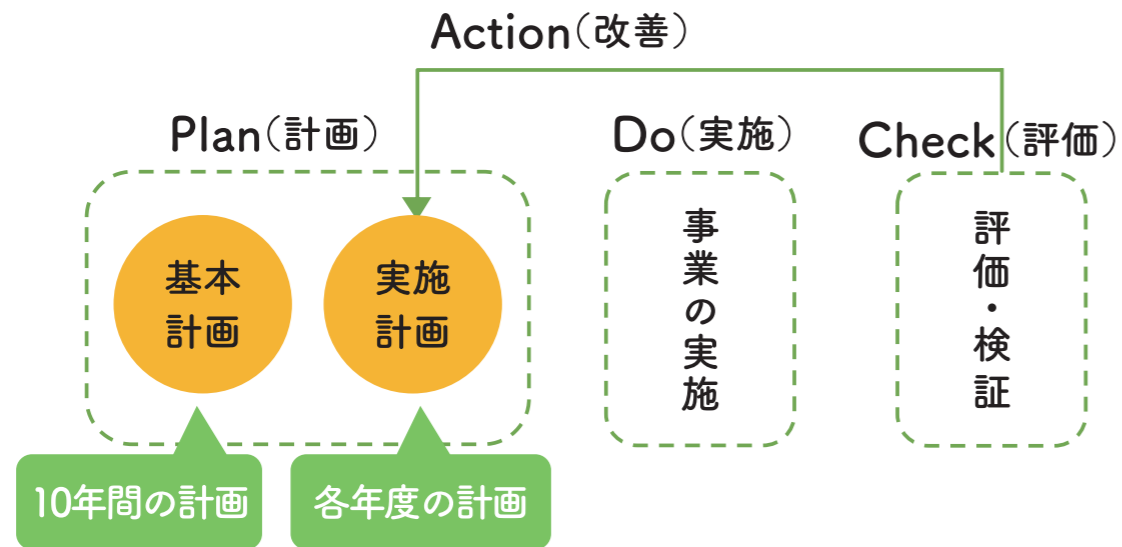 Action(改善)
Plan(計画)
Do(実施)
Check(評価)
基本
計画
実施
計画
事業の実施
評価・検証
10年間の計画
各年度の計画